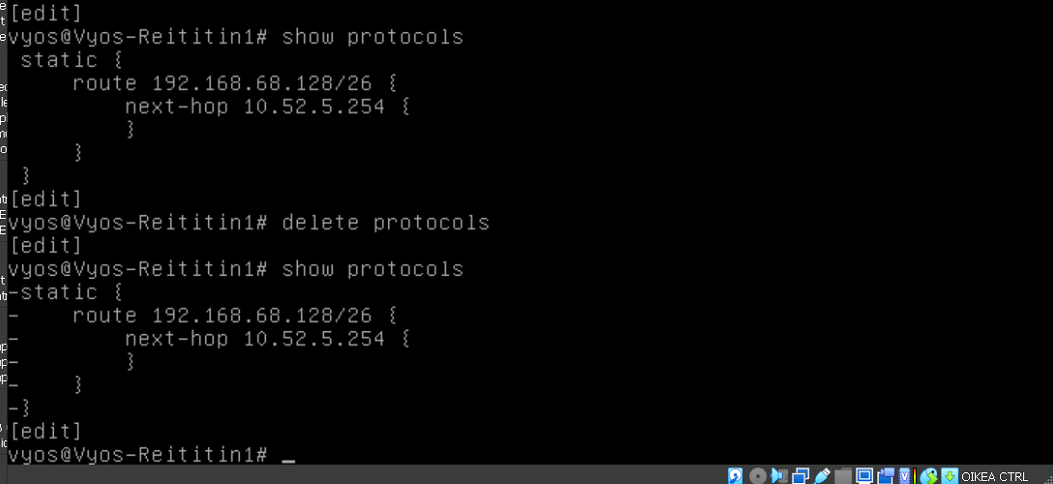 [edit]
vyos@Vyos-Reititin1# show protocols
 static {
     route 192.168.68.128/26 {
         next-hop 10.52.5.254 {
         }
     }
 }
[edit]
vyos@Vyos-Reititin1# delete protocols
[edit]
vyos@Vyos-Reititin1# show protocols
-static {
-    route 192.168.68.128/26 {
-        next-hop 10.52.5.254 {
-        }
-    }
-}
[edit]
vyos@Vyos-Reititin1# _
OIKEA CTRL